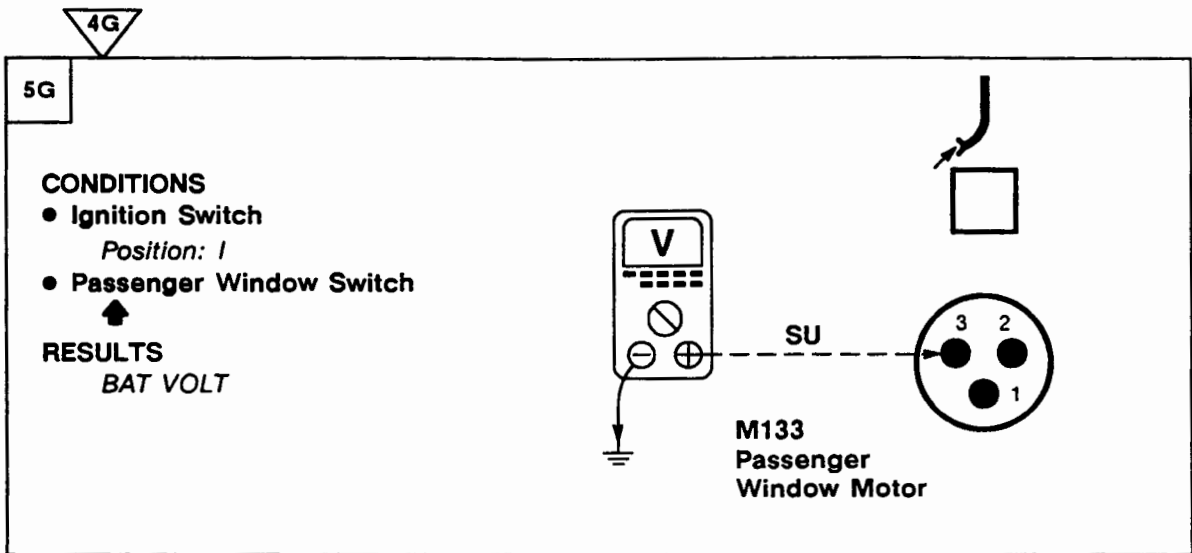 4G
5G
CONDITIONS
● Ignition Switch
Position: I
● Passenger Window Switch
RESULTS
BAT VOLT
V
SU
3 2
1
M133
Passenger
Window Motor